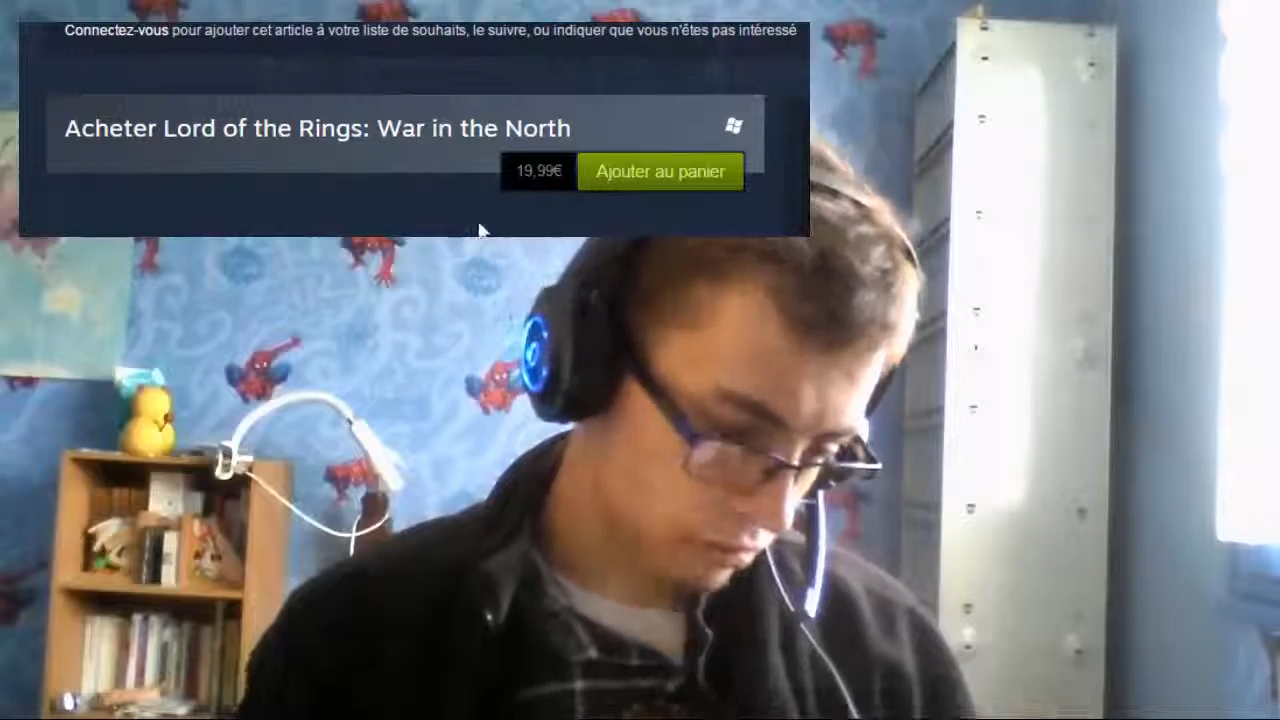 Connectez-vous pour ajouter cet article à votre liste de souhaits, le suivre, ou indiquer que vous n'êtes pas intéressé
Acheter Lord of the Rings: War in the North
19,99€ Ajouter au panier